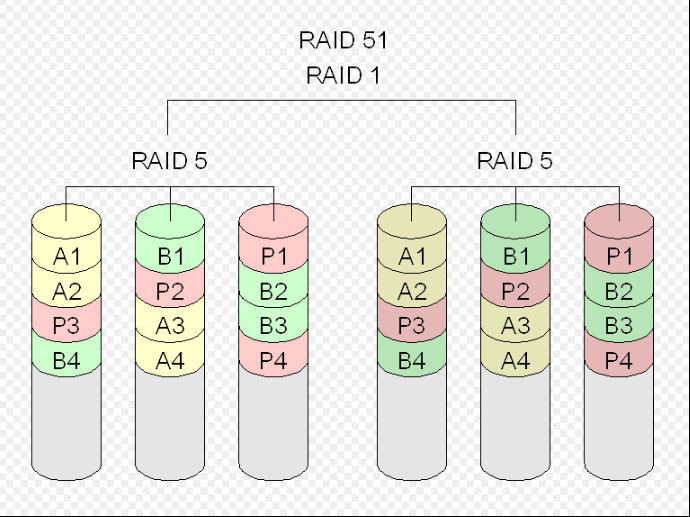 RAID 51
RAID 1
RAID 5 RAID 5
A1 B1 P1 A1 B1 P1
A2 P2 B2 A2 P2 B2
P3 A3 B3 P3 A3 B3
B4 A4 P4 B4 A4 P4